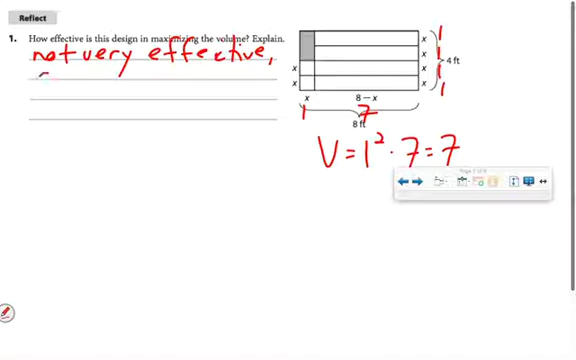 Reflect
1. How effective is this design in maximizing the volume? Explain.
not very effective,
x 1
x 1
x x 1
x x 1
4 ft
x 8 – x
1 7
8 ft
V = 1² · 7 = 7